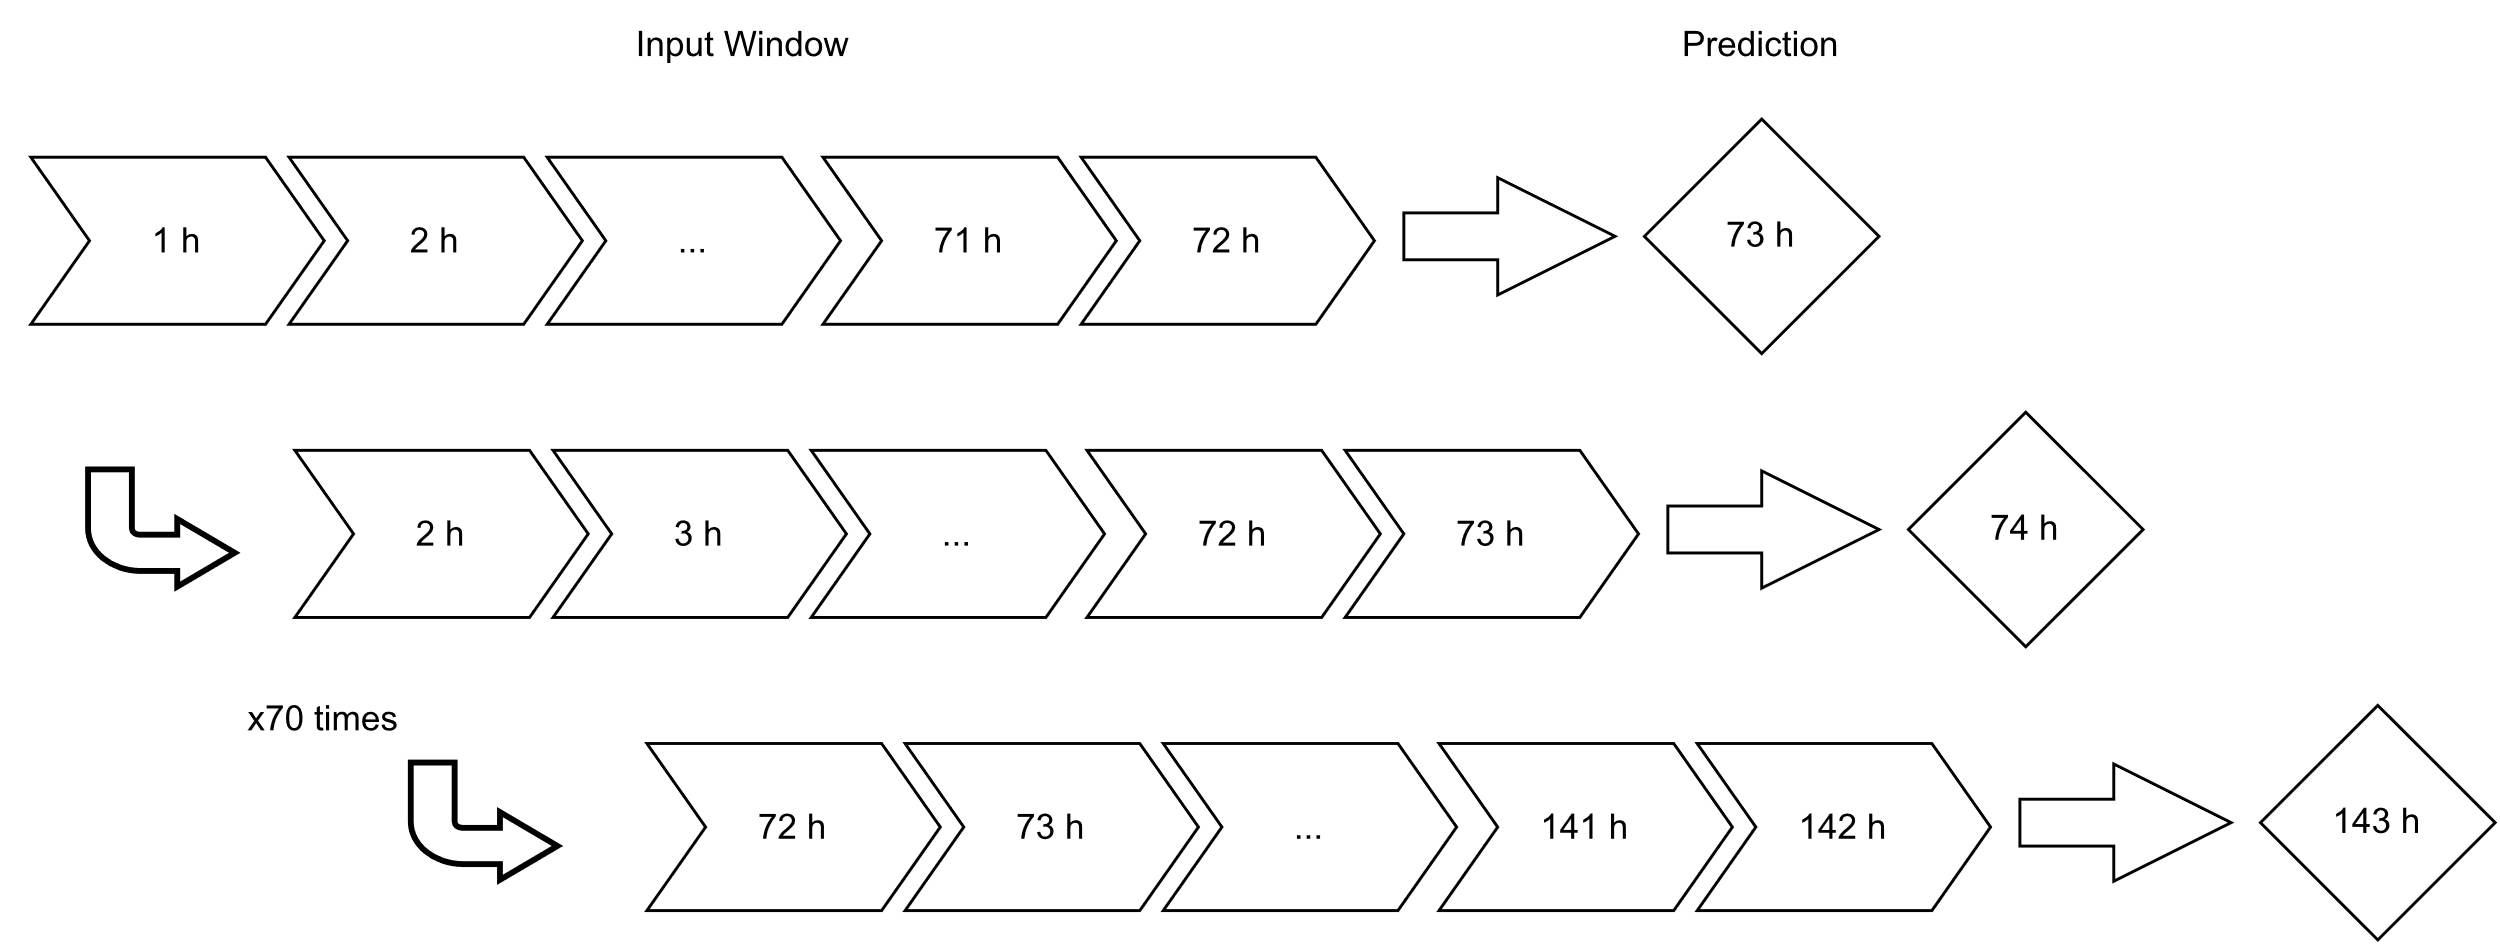 Input Window
Prediction
1 h
2 h
...
71 h
72 h
73 h
2 h
3 h
...
72 h
73 h
74 h
x70 times
72 h
73 h
...
141 h
142 h
143 h